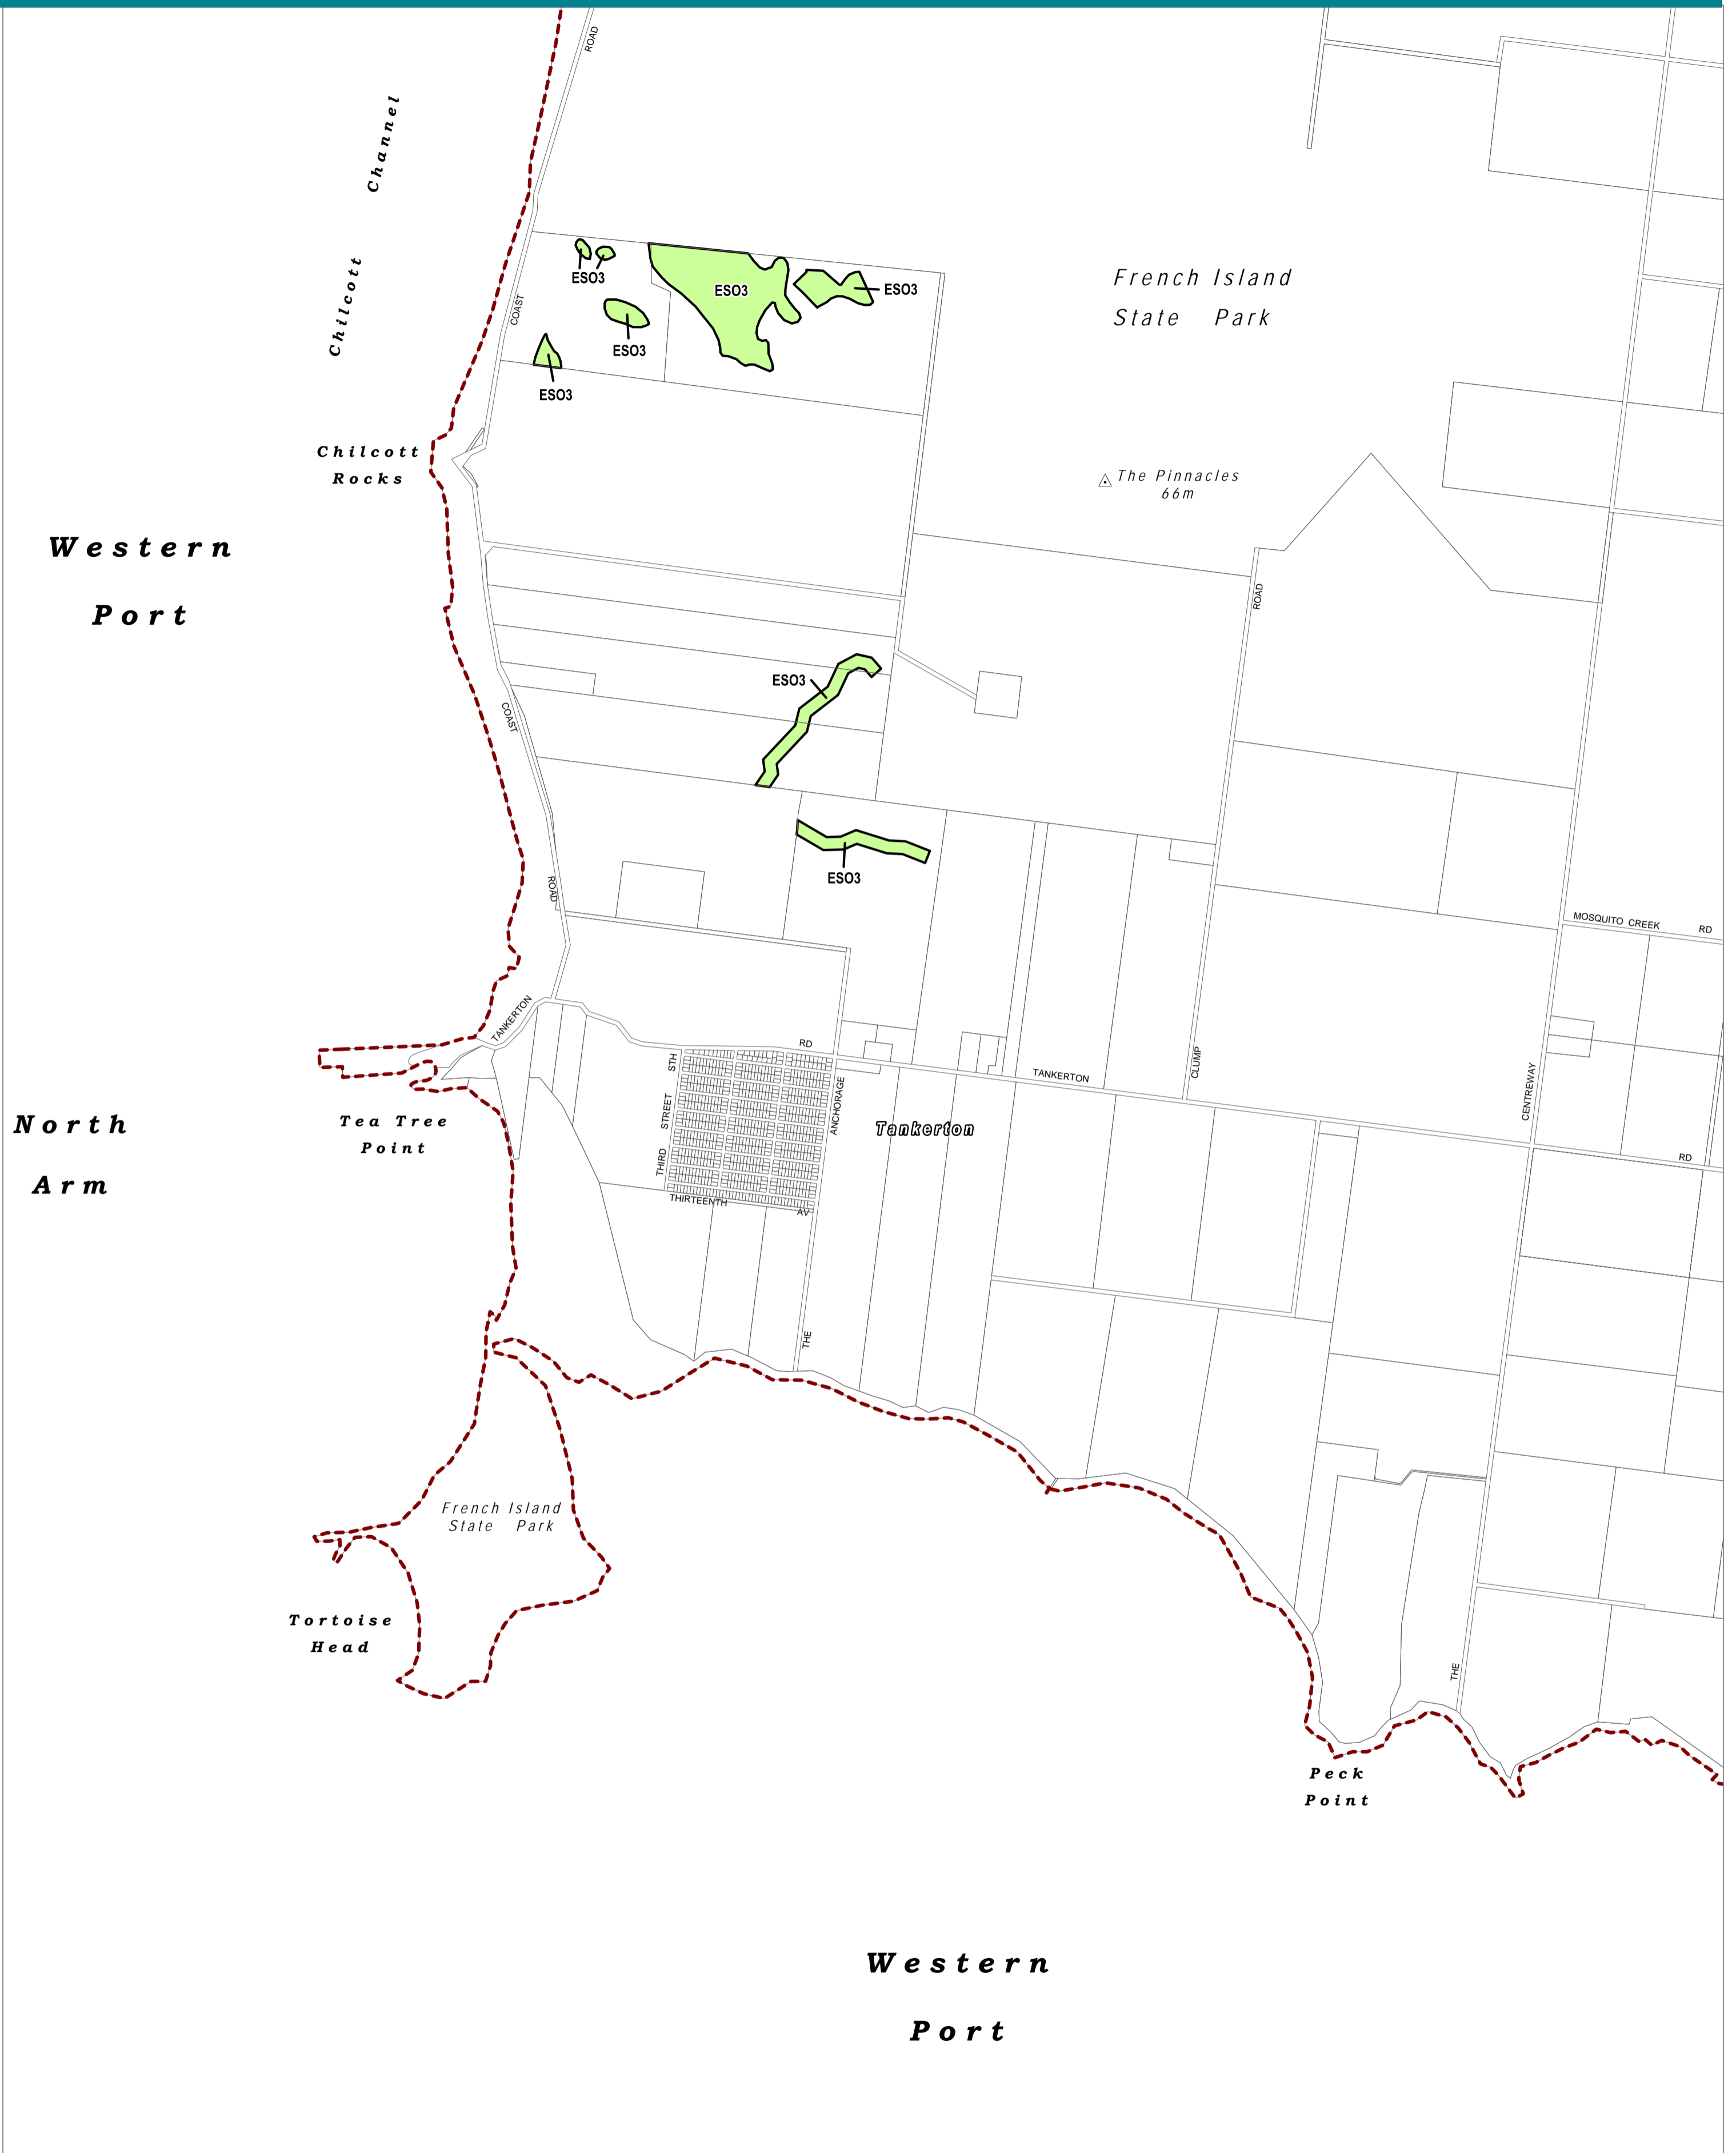 ROAD
Channel
Chilcott
COAST
ESO3
ESO3
ESO3
ESO3
ESO3
French Island
State Park
Chilcott
Rocks
The Pinnacles
66m
Western
Port
ROAD
ESO3
COAST
ESO3
ROAD
MOSQUITO CREEK RD
TANKERTON
RD
STH
TANKERTON
CLUMP
CENTREWAY
STREET
ANCHORAGE
Tankerton
North
Arm
Tea Tree
Point
THIRD
RD
THIRTEENTH
AV
THE
French Island
State Park
Tortoise
Head
THE
Peck
Point
Western
Port